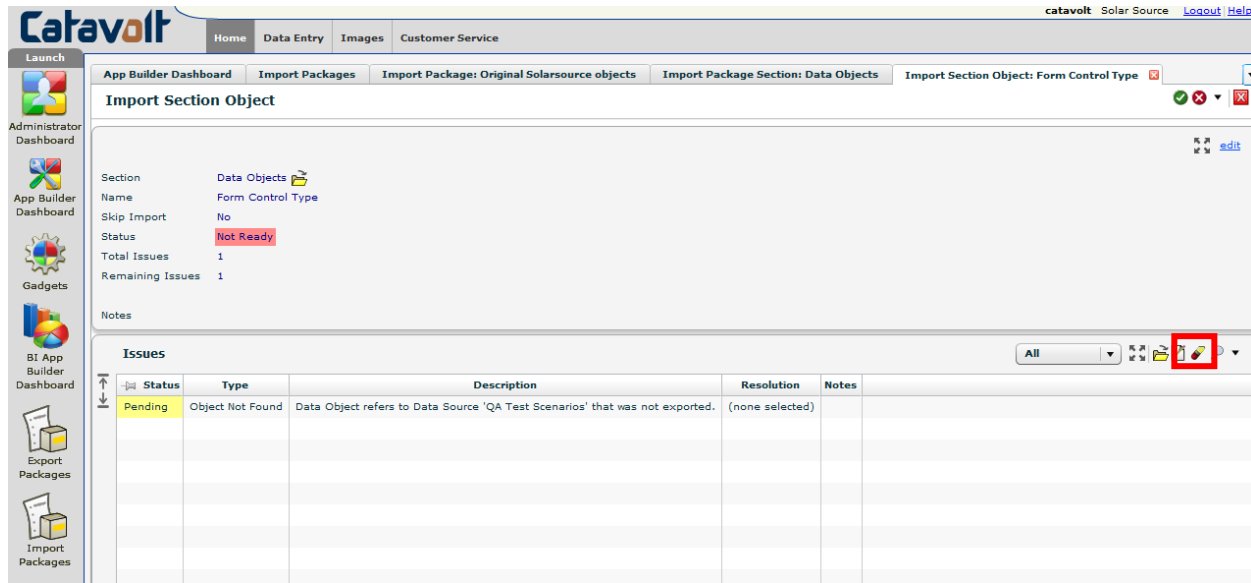 catavolt Solar Source Logout Help
Catavolt
Home Data Entry Images Customer Service
Launch
App Builder Dashboard Import Packages Import Package: Original Solarsource objects Import Package Section: Data Objects Import Section Object: Form Control Type
Import Section Object
Administrator
Dashboard
App Builder
Dashboard
Gadgets
BI App
Builder
Dashboard
Export
Packages
Import
Packages
edit
Section Data Objects
Name Form Control Type
Skip Import No
Status Not Ready
Total Issues 1
Remaining Issues 1
Notes
Issues All
Status Type Description Resolution Notes
Pending Object Not Found Data Object refers to Data Source 'QA Test Scenarios' that was not exported. (none selected)